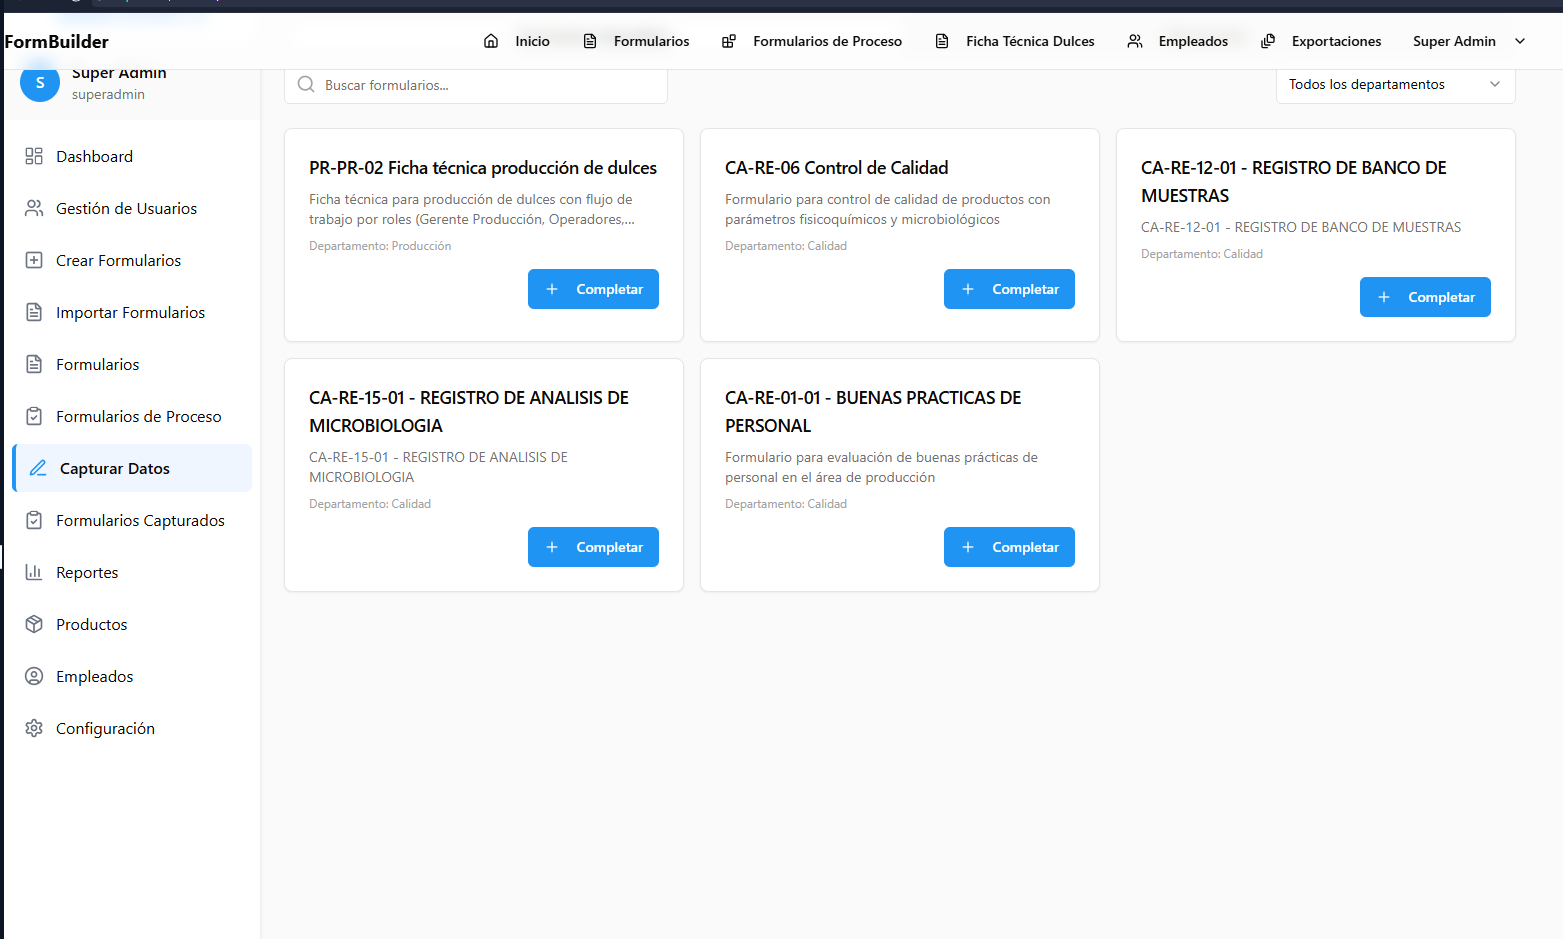 FormBuilder
Inicio
Formularios
Formularios de Proceso
Ficha Técnica Dulces
Empleados
Exportaciones
Super Admin
S
Super Admin
superadmin
Dashboard
Gestión de Usuarios
Crear Formularios
Importar Formularios
Formularios
Formularios de Proceso
Capturar Datos
Formularios Capturados
Reportes
Productos
Empleados
Configuración
Buscar formularios...
Todos los departamentos
PR-PR-02 Ficha técnica producción de dulces
Ficha técnica para producción de dulces con flujo de
trabajo por roles (Gerente Producción, Operadores,...
Departamento: Producción
Completar
CA-RE-06 Control de Calidad
Formulario para control de calidad de productos con
parámetros fisicoquímicos y microbiológicos
Departamento: Calidad
Completar
CA-RE-12-01 - REGISTRO DE BANCO DE
MUESTRAS
CA-RE-12-01 - REGISTRO DE BANCO DE MUESTRAS
Departamento: Calidad
Completar
CA-RE-15-01 - REGISTRO DE ANALISIS DE
MICROBIOLOGIA
CA-RE-15-01 - REGISTRO DE ANALISIS DE
MICROBIOLOGIA
Departamento: Calidad
Completar
CA-RE-01-01 - BUENAS PRACTICAS DE
PERSONAL
Formulario para evaluación de buenas prácticas de
personal en el área de producción
Departamento: Calidad
Completar